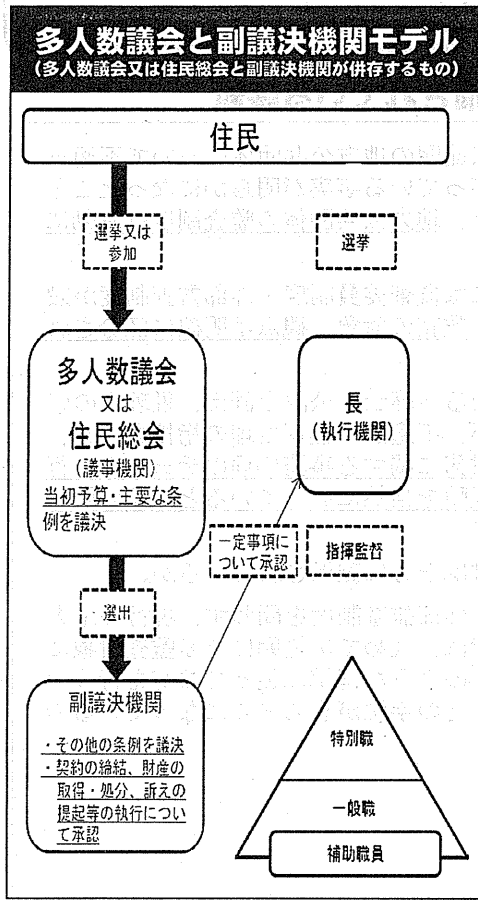 多人数議会と副議決機関モデル
(多人数議会又は住民総会と副議決機関が併存するもの)
住民
選挙又は
参加
選挙
多人数議会
又は
住民総会
(議事機関)
当初予算・主要な条
例を議決
長
(執行機関)
一定事項に
ついて承認
指揮監督
選出
副議決機関
・その他の条例を議決
・契約の締結、財産の
取得・処分、訴えの
提起等の執行につい
て承認
特別職
一般職
補助職員